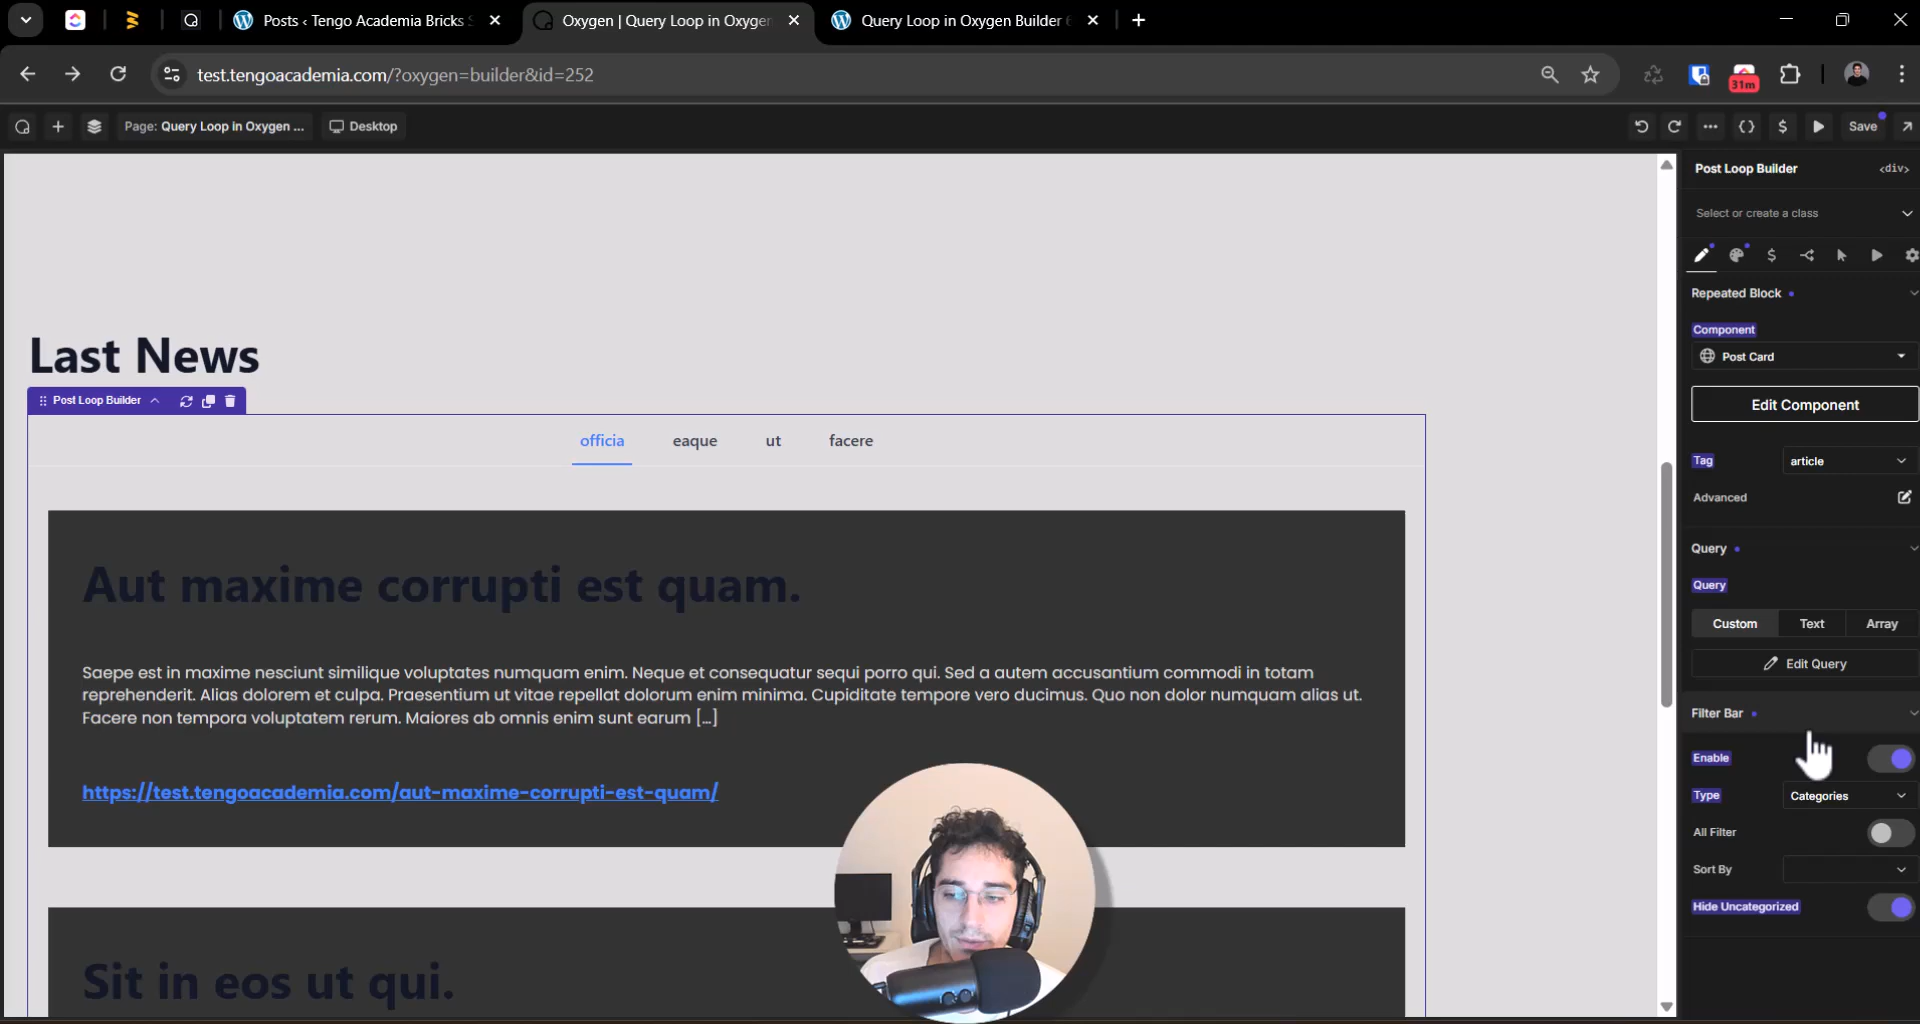 Posts ‹ Tengo Academia Bricks
Oxygen | Query Loop in Oxygen
Query Loop in Oxygen Builder
test.tengoacademia.com/?oxygen=builder&id=252
31m
Page: Query Loop in Oxygen ...
Desktop
Save
Post Loop Builder
<div>
Select or create a class
Repeated Block
Component
Post Card
Edit Component
Tag
article
Advanced
Query
Query
Custom
Text
Array
Edit Query
Filter Bar
Enable
Type
Categories
All Filter
Sort By
Hide Uncategorized
Last News
Post Loop Builder
officia
eaque
ut
facere
Aut maxime corrupti est quam.
Saepe est in maxime nesciunt similique voluptates numquam enim. Neque et consequatur sequi porro qui. Sed a autem accusantium commodi in totam
reprehenderit. Alias dolorem et culpa. Praesentium ut vitae repellat dolorum enim minima. Cupiditate tempore vero ducimus. Quo non dolor numquam alias ut.
Facere non tempora voluptatem rerum. Maiores ab omnis enim sunt earum [...]
https://test.tengoacademia.com/aut-maxime-corrupti-est-quam/
Sit in eos ut qui.